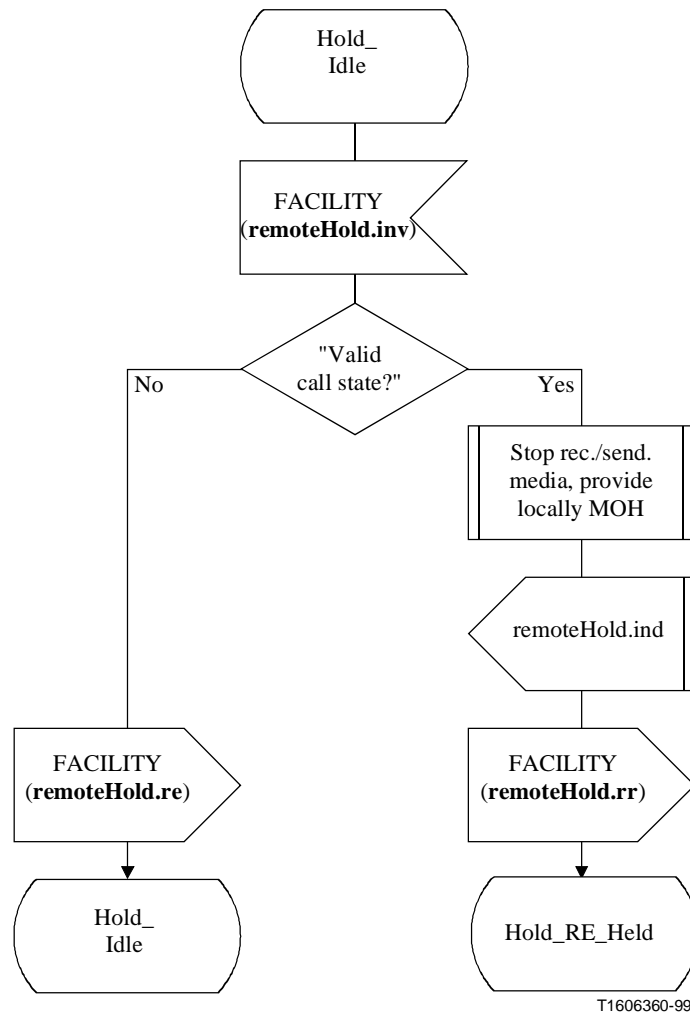 Hold_
Idle
FACILITY
(remoteHold.inv)
"Valid
call state?"
No
Yes
Stop rec./send.
media, provide
locally MOH
remoteHold.ind
FACILITY
(remoteHold.re)
FACILITY
(remoteHold.rr)
Hold_
Idle
Hold_RE_Held
T1606360-99